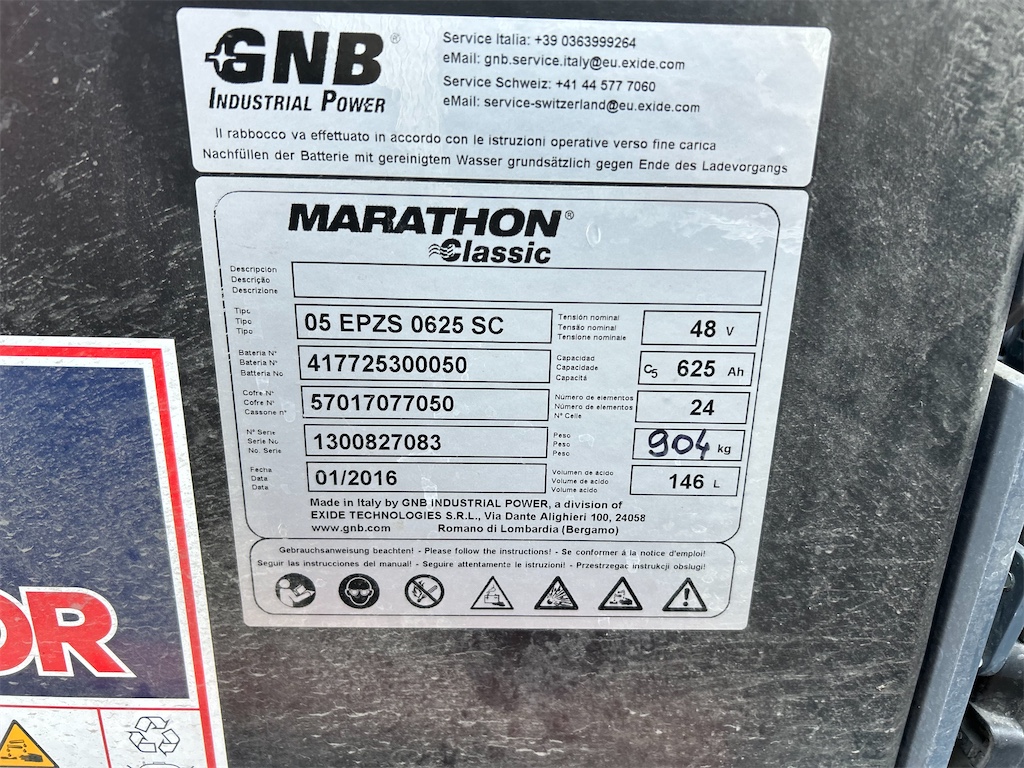 GNB®
INDUSTRIAL POWER
Service Italia: +39 0363999264
eMail: gnb.service.italy@eu.exide.com
Service Schweiz: +41 44 577 7060
eMail: service-switzerland@eu.exide.com
Il rabbocco va effettuato in accordo con le istruzioni operative verso fine carica
Nachfüllen der Batterie mit gereinigtem Wasser grundsätzlich gegen Ende des Ladevorgangs
MARATHON®
Classic
Descripción
Descrição
Descrizione
Tipo
Tipo
Tipo
05 EPZS 0625 SC
Tensión nominal
Tensão nominal
Tensione nominale
48 V
Bateria N°
Bateria N°
Batteria No
417725300050
Capacidad
Capacidade
Capacitá
C5 625 Ah
Cofre N°
Cofre N°
Cassone n°
57017077050
Número de elementos
Número de elementos
N° Celle
24
N° Serie
Serie No
No. Serie
1300827083
Peso
Peso
Peso
904 kg
Fecha
Data
Data
01/2016
Volumen de acido
Volume de acido
Volume acido
146 L
Made in Italy by GNB INDUSTRIAL POWER, a division of
EXIDE TECHNOLOGIES S.R.L., Via Dante Alighieri 100, 24058
www.gnb.com Romano di Lombardia (Bergamo)
Gebrauchsanweisung beachten! - Please follow the instructions! - Se conformer à la notice d'emploi!
Seguir las instrucciones del manual! - Seguire attentamente le istruzioni! - Przestrzegac instrukcji obslugi!
OR